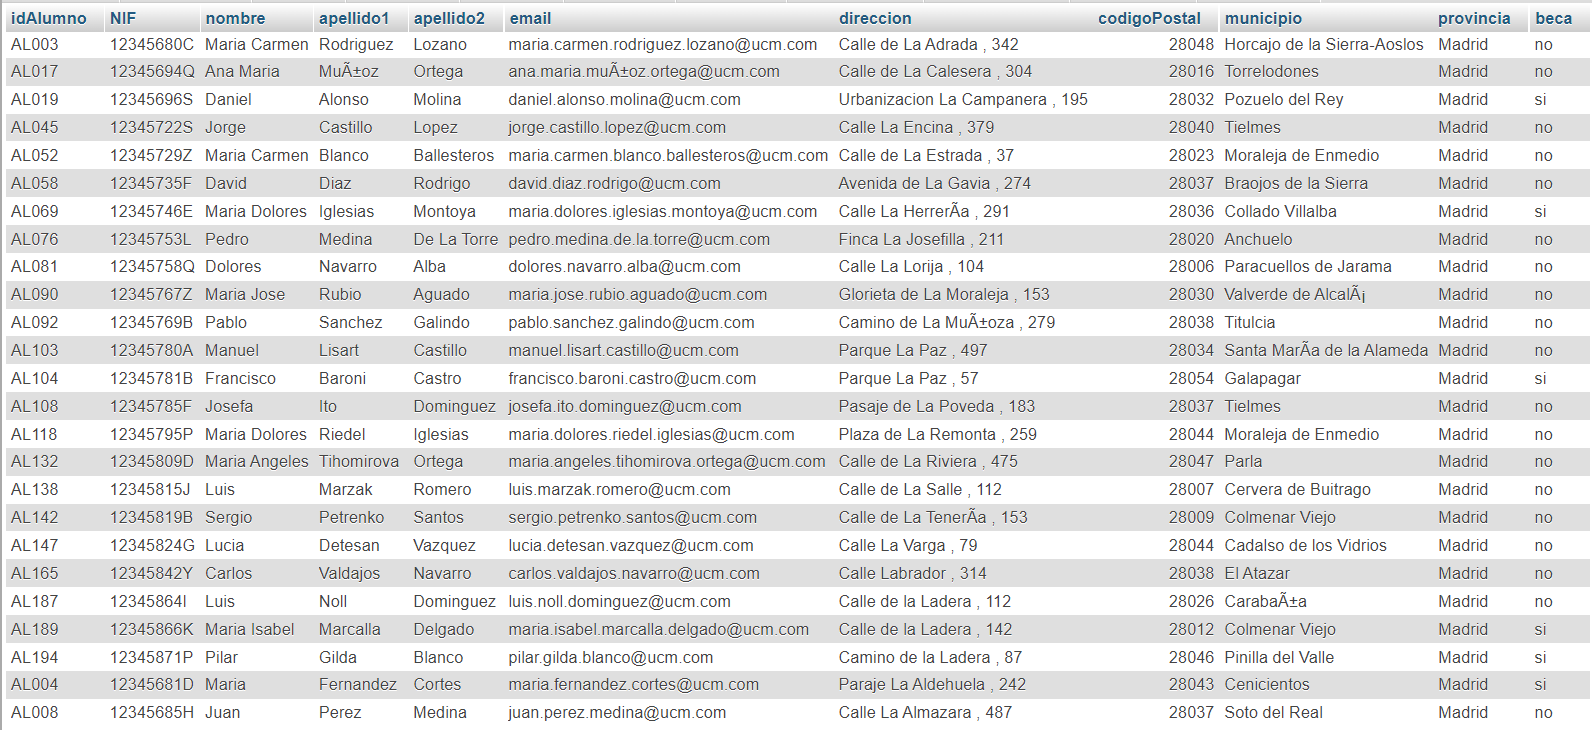 idAlumno NIF nombre apellido1 apellido2 email direccion codigoPostal municipio provincia beca
AL003 12345680C Maria Carmen Rodriguez Lozano maria.carmen.rodriguez.lozano@ucm.com Calle de La Adrada , 342 28048 Horcajo de la Sierra-Aoslos Madrid no
AL017 12345694Q Ana Maria MuÃ±oz Ortega ana.maria.muÃ±oz.ortega@ucm.com Calle de La Calesera , 304 28016 Torrelodones Madrid no
AL019 12345696S Daniel Alonso Molina daniel.alonso.molina@ucm.com Urbanizacion La Campanera , 195 28032 Pozuelo del Rey Madrid si
AL045 12345722S Jorge Castillo Lopez jorge.castillo.lopez@ucm.com Calle La Encina , 379 28040 Tielmes Madrid no
AL052 12345729Z Maria Carmen Blanco Ballesteros maria.carmen.blanco.ballesteros@ucm.com Calle de La Estrada , 37 28023 Moraleja de Enmedio Madrid no
AL058 12345735F David Diaz Rodrigo david.diaz.rodrigo@ucm.com Avenida de La Gavia , 274 28037 Braojos de la Sierra Madrid no
AL069 12345746E Maria Dolores Iglesias Montoya maria.dolores.iglesias.montoya@ucm.com Calle La HerrerÃa , 291 28036 Collado Villalba Madrid si
AL076 12345753L Pedro Medina De La Torre pedro.medina.de.la.torre@ucm.com Finca La Josefilla , 211 28020 Anchuelo Madrid no
AL081 12345758Q Dolores Navarro Alba dolores.navarro.alba@ucm.com Calle La Lorija , 104 28006 Paracuellos de Jarama Madrid no
AL090 12345767Z Maria Jose Rubio Aguado maria.jose.rubio.aguado@ucm.com Glorieta de La Moraleja , 153 28030 Valverde de AlcalÃ¡ Madrid no
AL092 12345769B Pablo Sanchez Galindo pablo.sanchez.galindo@ucm.com Camino de La MuÃ±oza , 279 28038 Titulcia Madrid no
AL103 12345780A Manuel Lisart Castillo manuel.lisart.castillo@ucm.com Parque La Paz , 497 28034 Santa MarÃa de la Alameda Madrid no
AL104 12345781B Francisco Baroni Castro francisco.baroni.castro@ucm.com Parque La Paz , 57 28054 Galapagar Madrid si
AL108 12345785F Josefa Ito Dominguez josefa.ito.dominguez@ucm.com Pasaje de La Poveda , 183 28037 Tielmes Madrid no
AL118 12345795P Maria Dolores Riedel Iglesias maria.dolores.riedel.iglesias@ucm.com Plaza de La Remonta , 259 28044 Moraleja de Enmedio Madrid no
AL132 12345809D Maria Angeles Tihomirova Ortega maria.angeles.tihomirova.ortega@ucm.com Calle de La Riviera , 475 28047 Parla Madrid no
AL138 12345815J Luis Marzak Romero luis.marzak.romero@ucm.com Calle de La Salle , 112 28007 Cervera de Buitrago Madrid no
AL142 12345819B Sergio Petrenko Santos sergio.petrenko.santos@ucm.com Calle de La TenerÃa , 153 28009 Colmenar Viejo Madrid no
AL147 12345824G Lucia Detesan Vazquez lucia.detesan.vazquez@ucm.com Calle La Varga , 79 28044 Cadalso de los Vidrios Madrid no
AL165 12345842Y Carlos Valdajos Navarro carlos.valdajos.navarro@ucm.com Calle Labrador , 314 28038 El Atazar Madrid no
AL187 12345864I Luis Noll Dominguez luis.noll.dominguez@ucm.com Calle de la Ladera , 112 28026 CarabaÃ±a Madrid no
AL189 12345866K Maria Isabel Marcalla Delgado maria.isabel.marcalla.delgado@ucm.com Calle de la Ladera , 142 28012 Colmenar Viejo Madrid si
AL194 12345871P Pilar Gilda Blanco pilar.gilda.blanco@ucm.com Camino de la Ladera , 87 28046 Pinilla del Valle Madrid si
AL004 12345681D Maria Fernandez Cortes maria.fernandez.cortes@ucm.com Paraje La Aldehuela , 242 28043 Cenicientos Madrid si
AL008 12345685H Juan Perez Medina juan.perez.medina@ucm.com Calle La Almazara , 487 28037 Soto del Real Madrid no